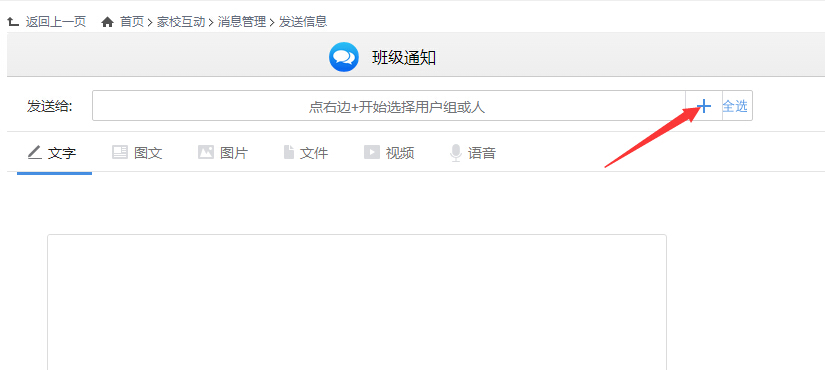 返回上一页 首页 > 家校互动 > 消息管理 > 发送信息
班级通知
发送给: 点右边+开始选择用户组或人 + 全选
文字 图文 图片 文件 视频 语音